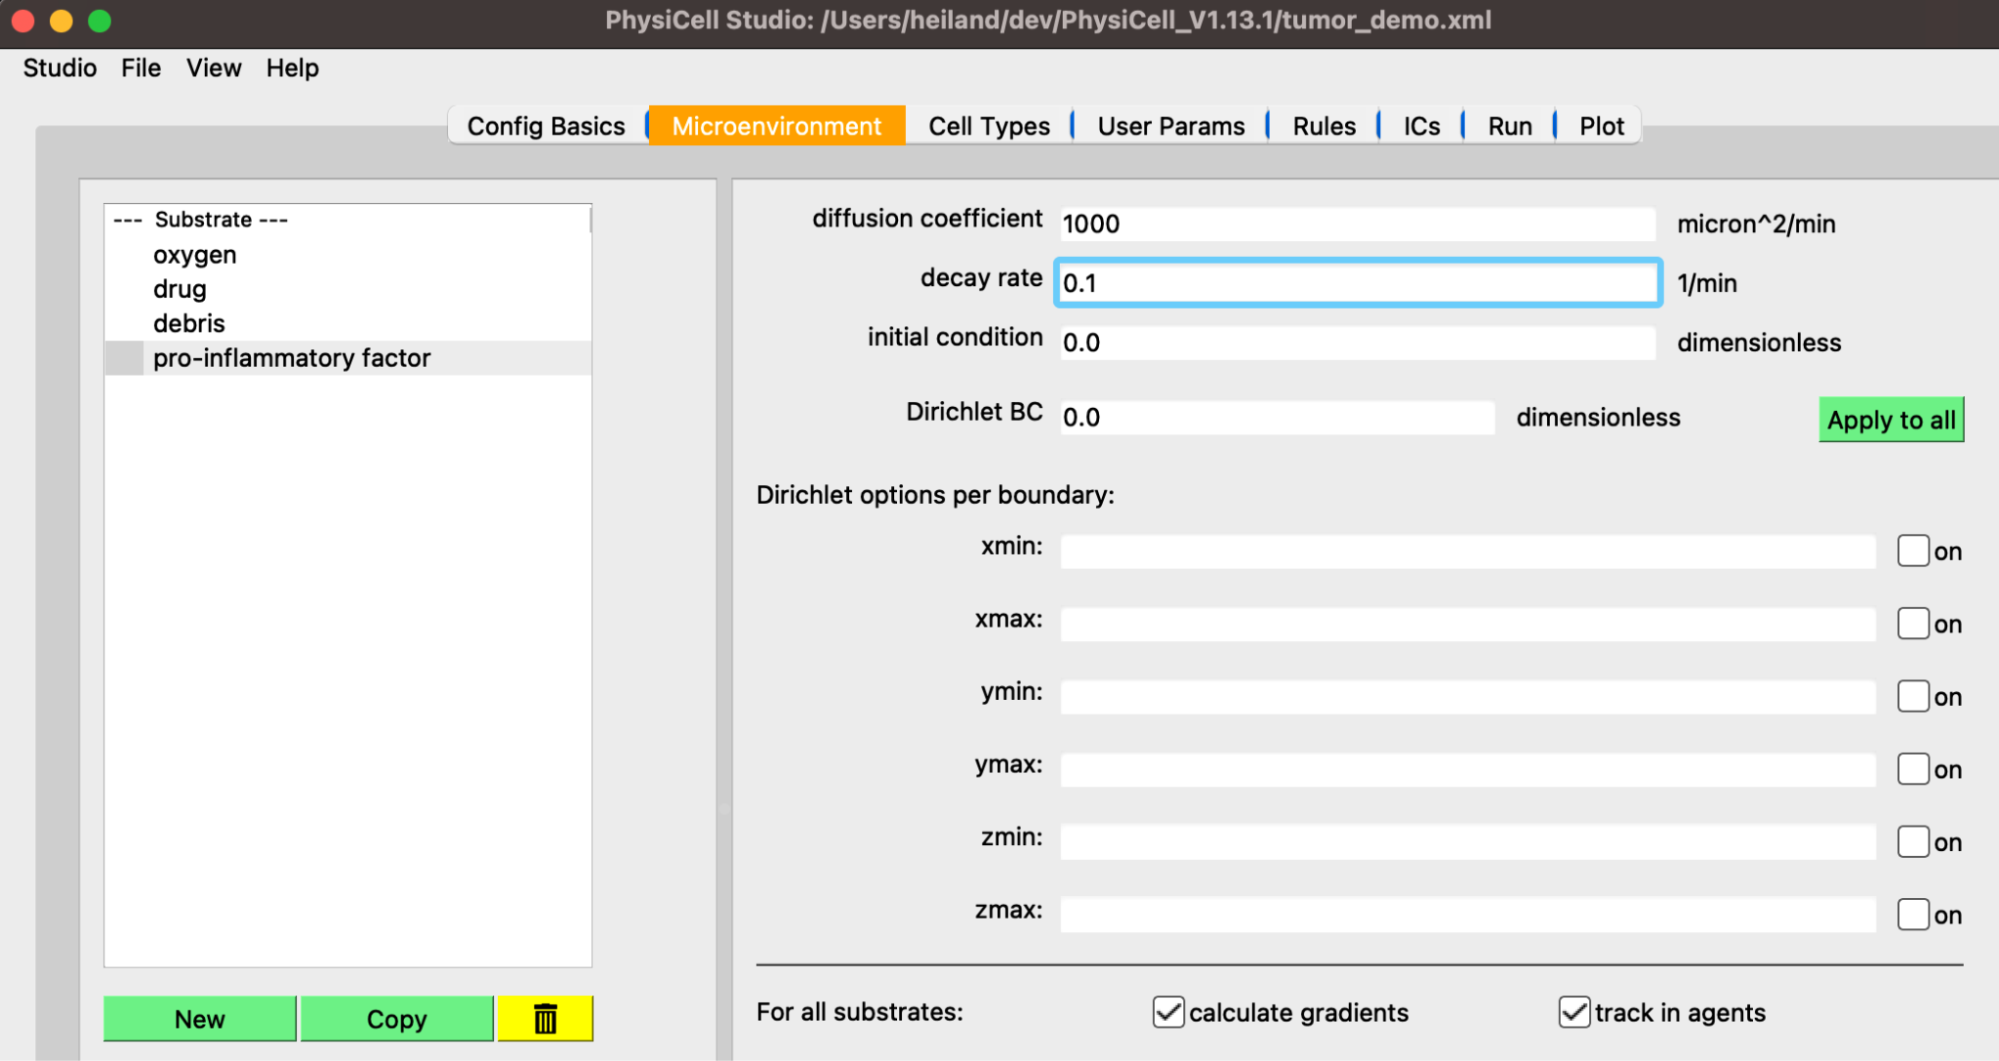 PhysiCell Studio: /Users/heiland/dev/PhysiCell_V1.13.1/tumor_demo.xml
Studio File View Help
Config Basics Microenvironment Cell Types User Params Rules ICs Run Plot
--- Substrate ---
oxygen
drug
debris
pro-inflammatory factor
New Copy
diffusion coefficient 1000 micron^2/min
decay rate 0.1 1/min
initial condition 0.0 dimensionless
Dirichlet BC 0.0 dimensionless Apply to all
Dirichlet options per boundary:
xmin: on
xmax: on
ymin: on
ymax: on
zmin: on
zmax: on
For all substrates: calculate gradients track in agents